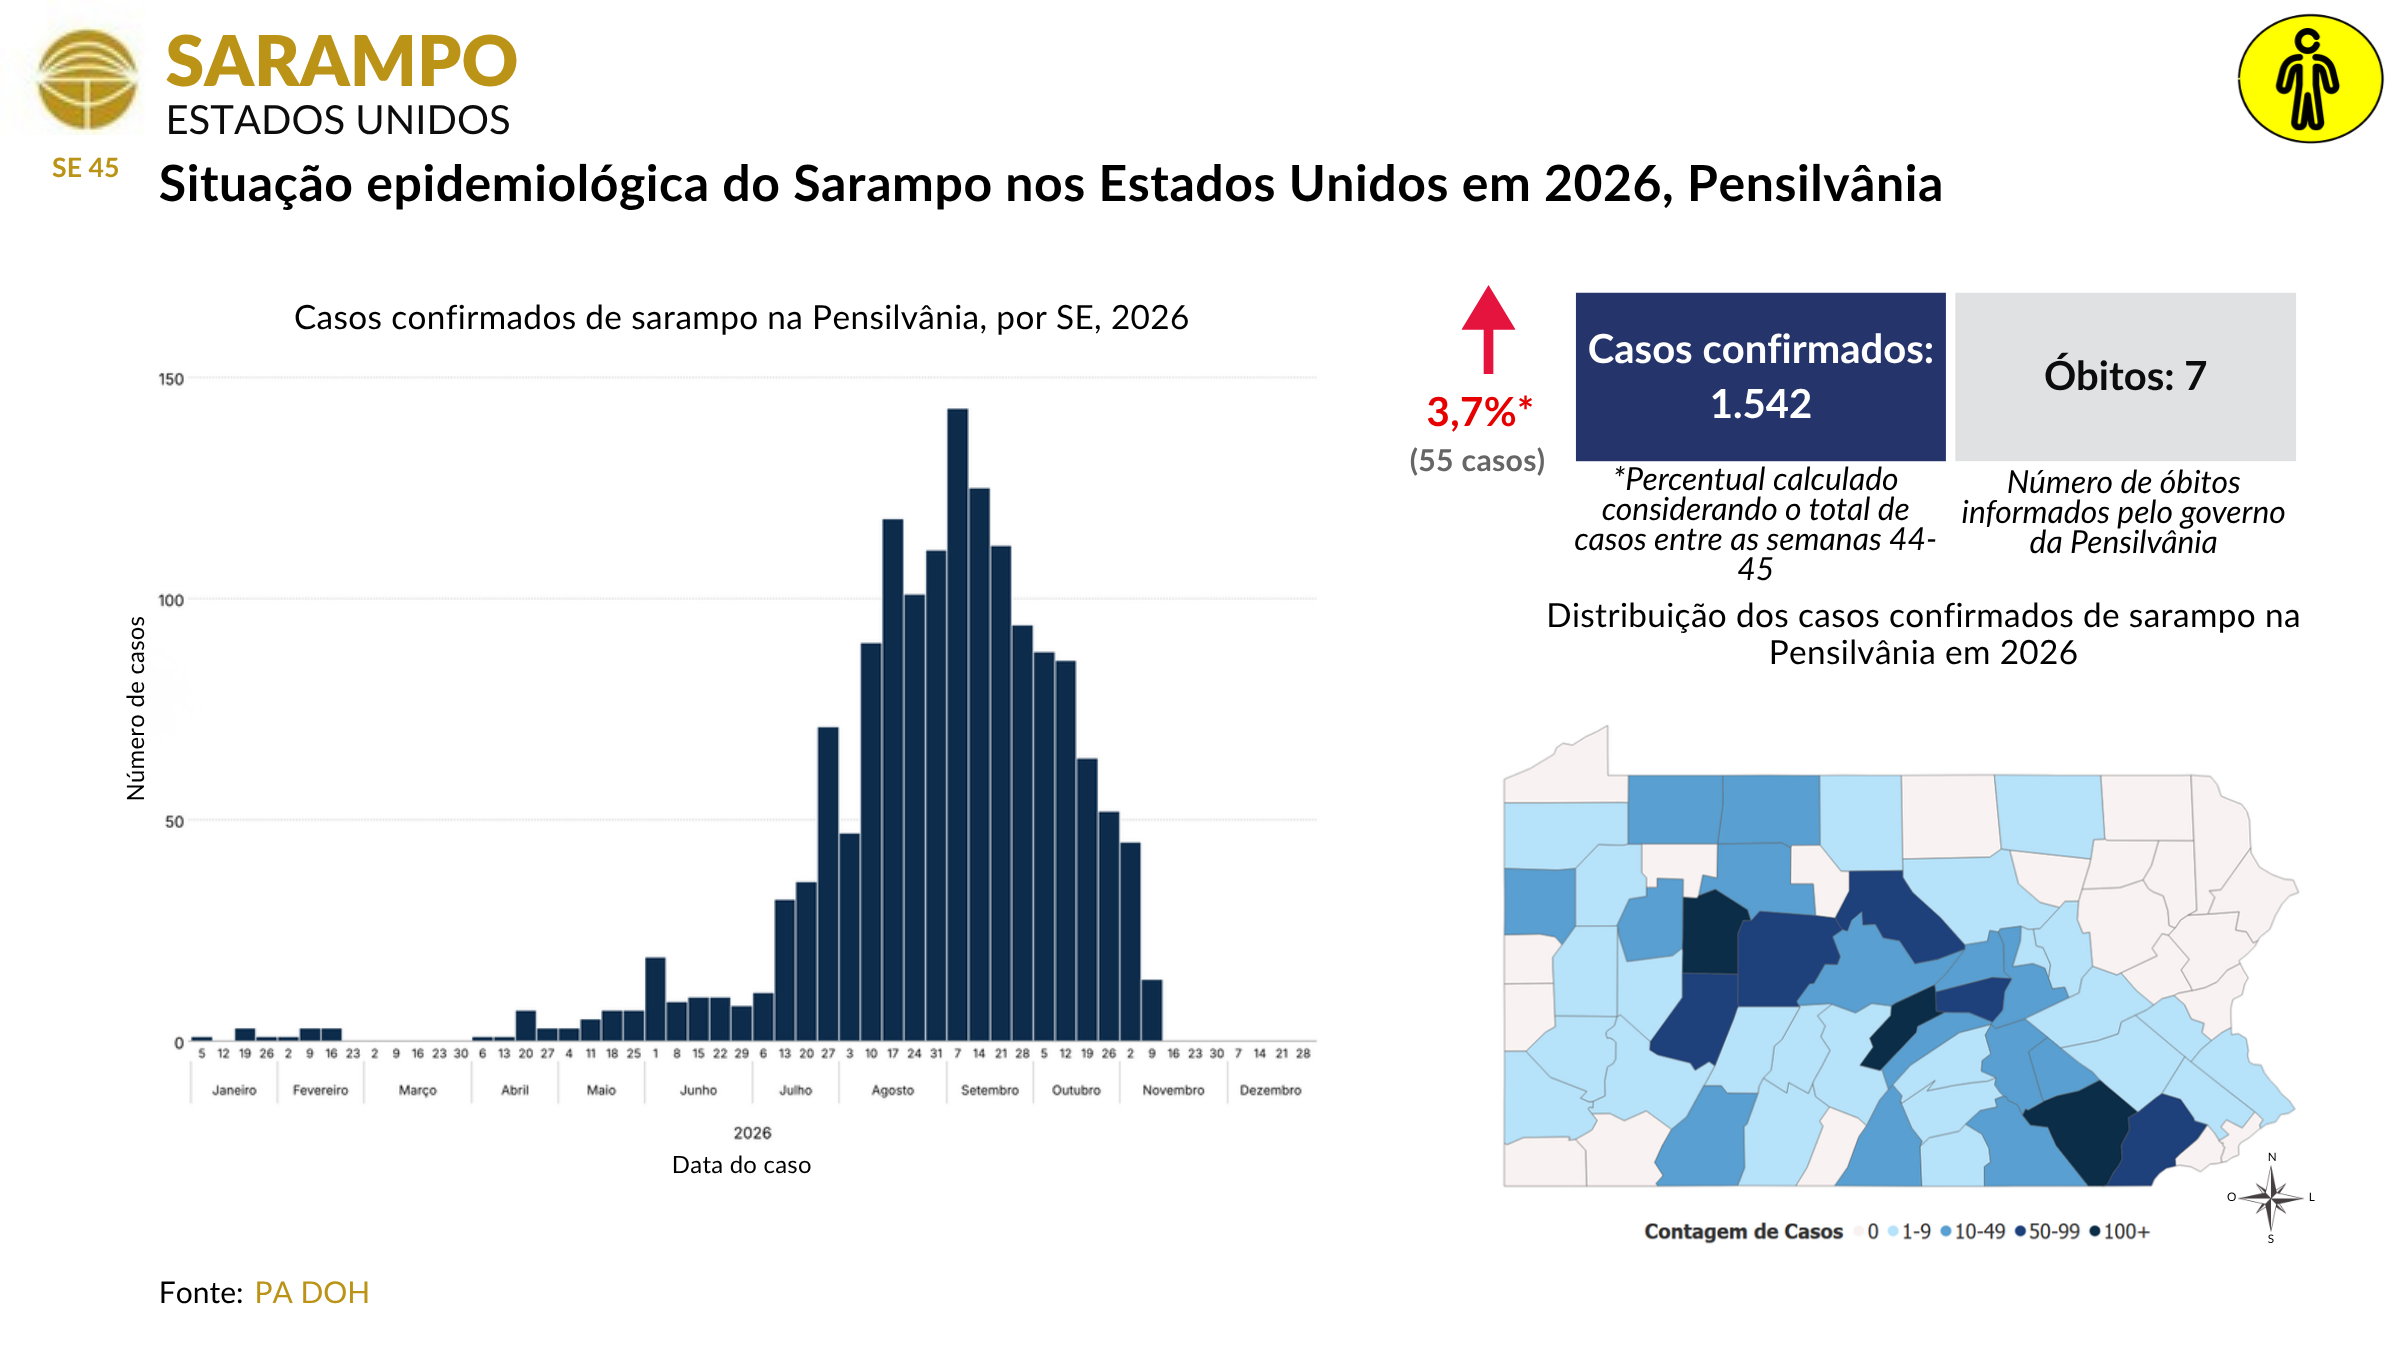 SARAMPO
ESTADOS UNIDOS
SE 45
Situação epidemiológica do Sarampo nos Estados Unidos em 2026, Pensilvânia
Casos confirmados de sarampo na Pensilvânia, por SE, 2026
150
100
50
0
Número de casos
5 12 19 26 2 9 16 23 2 9 16 23 30 6 13 20 27 4 11 18 25 1 8 15 22 29 6 13 20 27 3 10 17 24 31 7 14 21 28 5 12 19 26 2 9 16 23 30 7 14 21 28
Janeiro Fevereiro Março Abril Maio Junho Julho Agosto Setembro Outubro Novembro Dezembro
2026
Data do caso
3,7%*
(55 casos)
Casos confirmados:
1.542
Óbitos: 7
*Percentual calculado
considerando o total de
casos entre as semanas 44-
45
Número de óbitos
informados pelo governo
da Pensilvânia
Distribuição dos casos confirmados de sarampo na
Pensilvânia em 2026
N
O L
S
Contagem de Casos 0 1-9 10-49 50-99 100+
Fonte: PA DOH